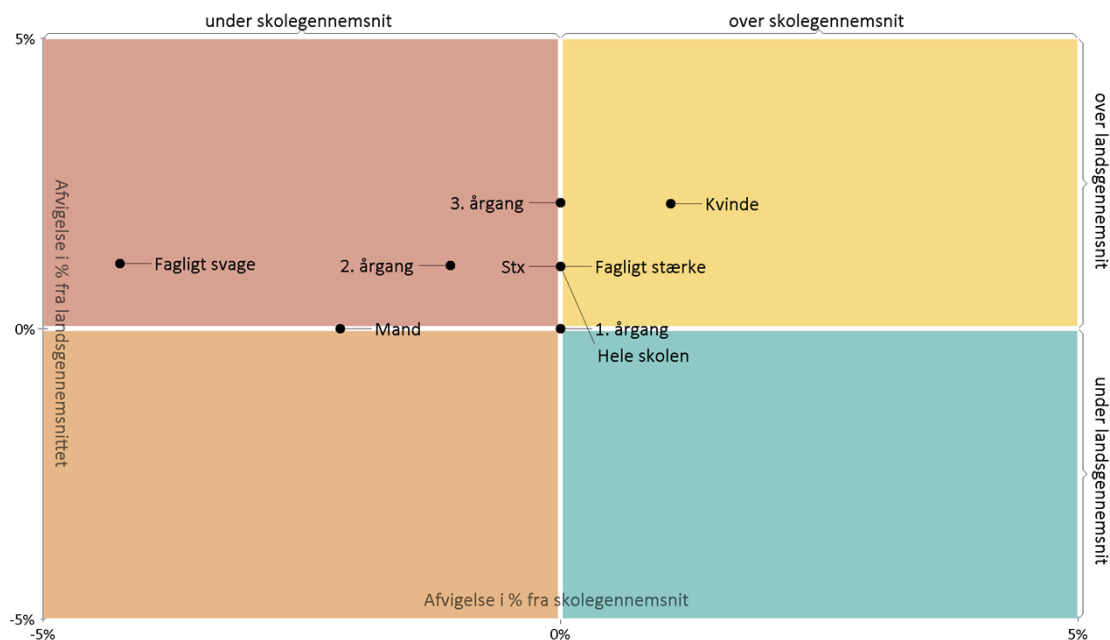 under skolegennemsnit
over skolegennemsnit
5%
over landsgennemsnit
Afvigelse i % fra landsgennemsnittet
3. årgang
Kvinde
Fagligt svage
2. årgang
Stx
Fagligt stærke
0%
Mand
1. årgang
Hele skolen
under landsgennemsnit
Afvigelse i % fra skolegennemsnit
-5%
-5%
0%
5%